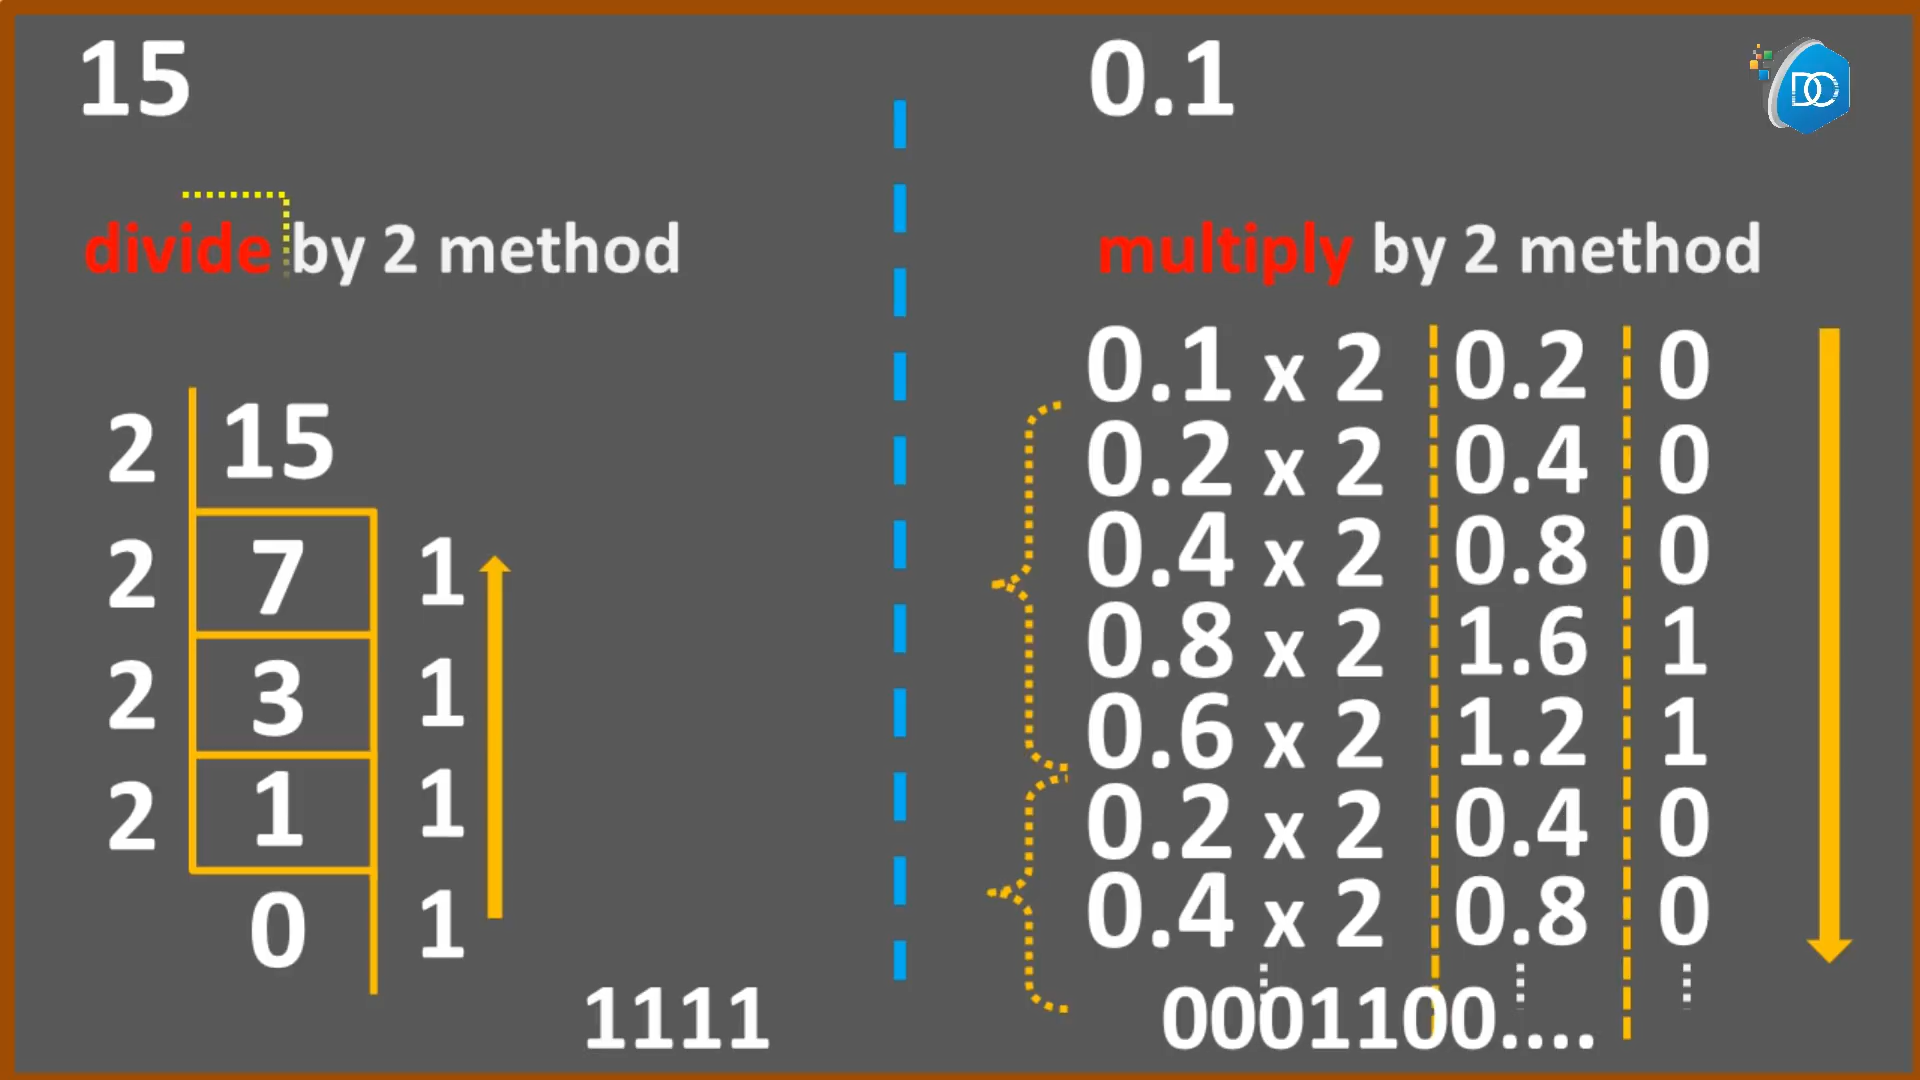 15
divide by 2 method
2 15
2 7 1
2 3 1
2 1 1
0 1
1111
0.1
DC
multiply by 2 method
0.1 x 2 0.2 0
0.2 x 2 0.4 0
0.4 x 2 0.8 0
0.8 x 2 1.6 1
0.6 x 2 1.2 1
0.2 x 2 0.4 0
0.4 x 2 0.8 0
0001100....